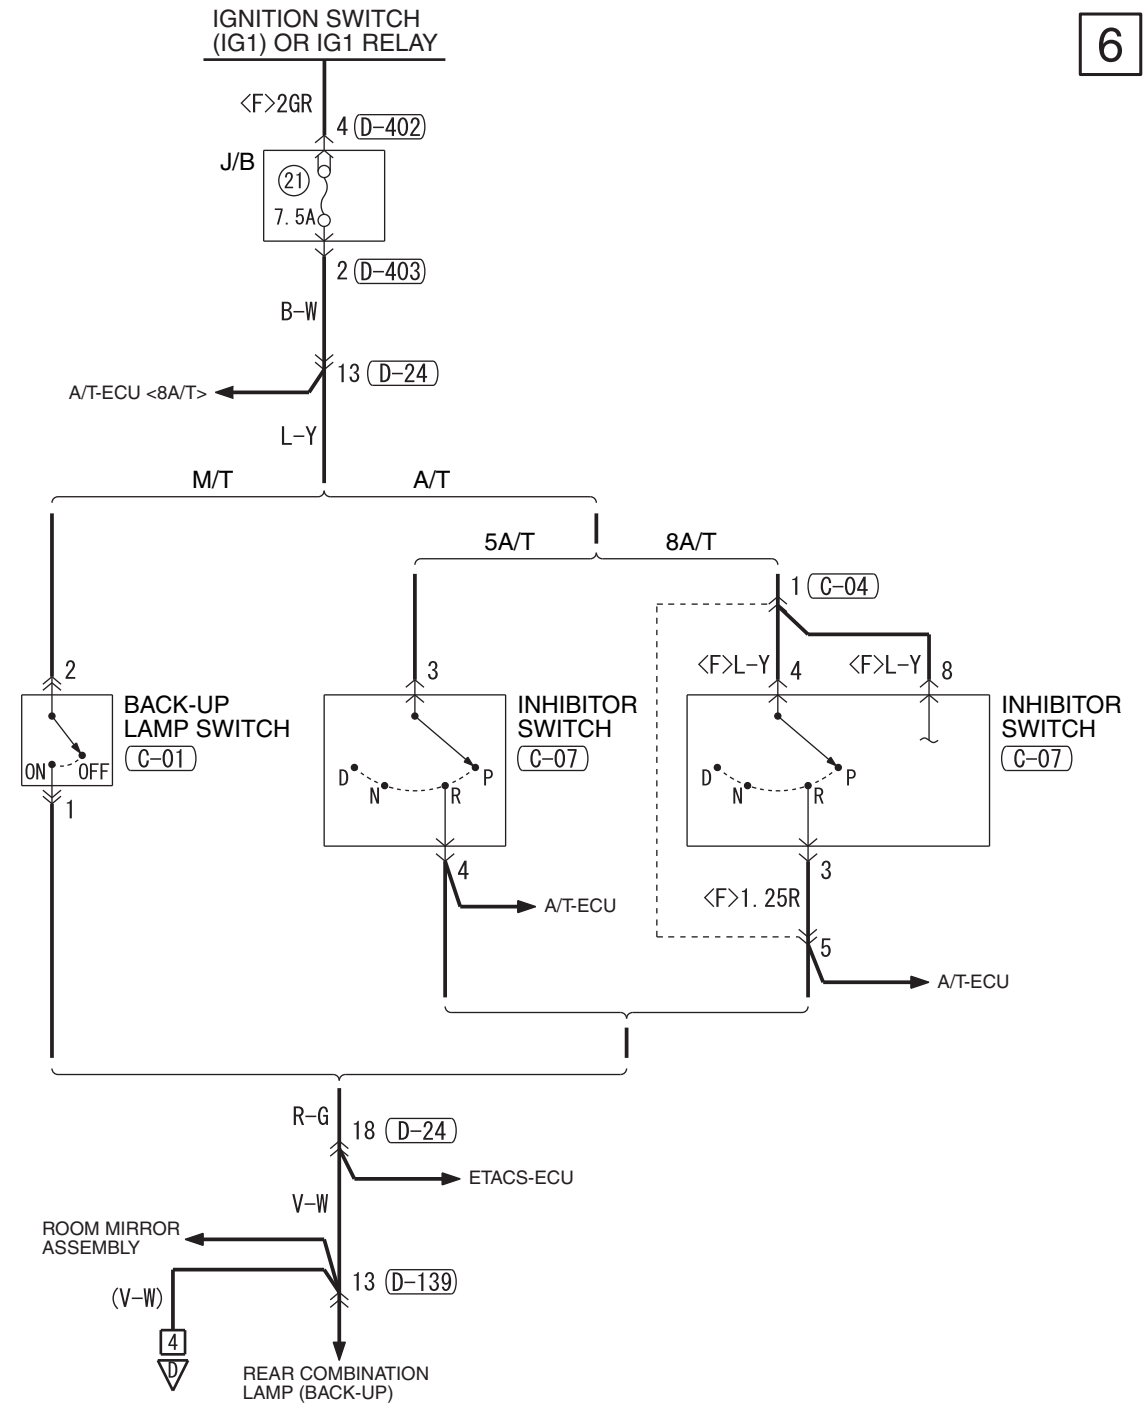 IGNITION SWITCH
(IG1) OR IG1 RELAY
6
<F>2GR
4 D-402
J/B
21
7.5A
2 D-403
B-W
13 D-24
A/T-ECU <8A/T>
L-Y
M/T
A/T
5A/T
8A/T
1 C-04
2
3
<F>L-Y
4
<F>L-Y
8
BACK-UP
LAMP SWITCH
C-01
ON
OFF
1
INHIBITOR
SWITCH
C-07
D
N
R
P
4
A/T-ECU
INHIBITOR
SWITCH
C-07
D
N
R
P
3
<F>1.25R
5
A/T-ECU
R-G
18 D-24
ETACS-ECU
V-W
ROOM MIRROR
ASSEMBLY
13 D-139
(V-W)
4
D
REAR COMBINATION
LAMP (BACK-UP)